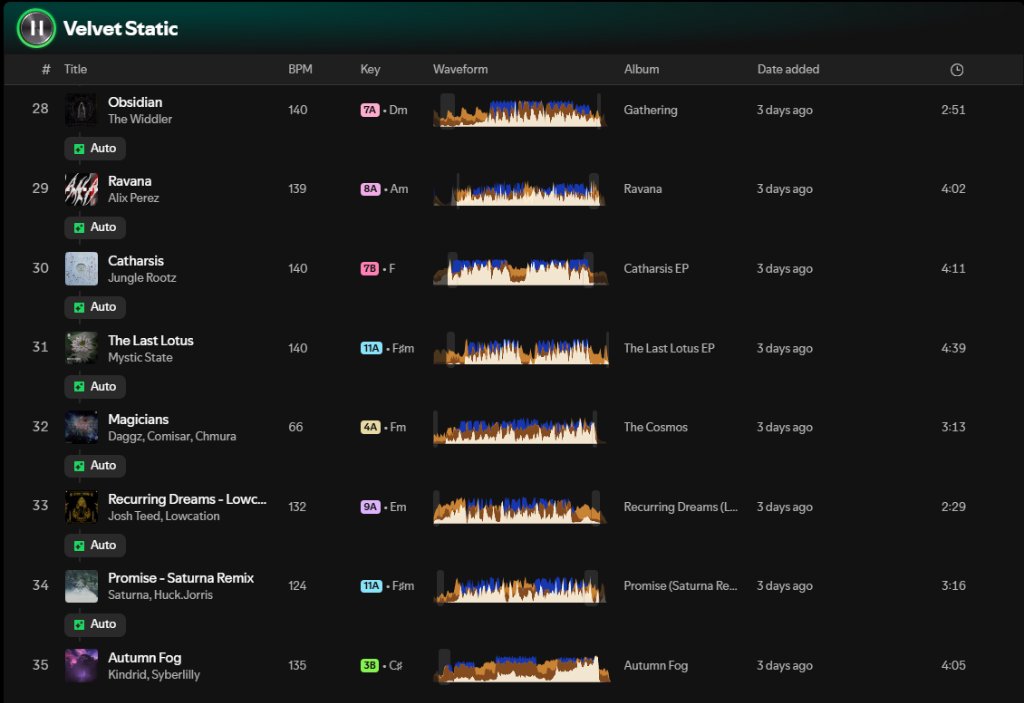 Velvet Static
# Title BPM Key Waveform Album Date added
28 Obsidian 140 7A • Dm Gathering 3 days ago 2:51
The Widdler
Auto
29 Ravana 139 8A • Am Ravana 3 days ago 4:02
Alix Perez
Auto
30 Catharsis 140 7B • F Catharsis EP 3 days ago 4:11
Jungle Rootz
Auto
31 The Last Lotus 140 11A • F♯m The Last Lotus EP 3 days ago 4:39
Mystic State
Auto
32 Magicians 66 4A • Fm The Cosmos 3 days ago 3:13
Daggz, Comisar, Chmura
Auto
33 Recurring Dreams - Lowc... 132 9A • Em Recurring Dreams (L... 3 days ago 2:29
Josh Teed, Lowcation
Auto
34 Promise - Saturna Remix 124 11A • F♯m Promise (Saturna Re... 3 days ago 3:16
Saturna, Huck.Jorris
Auto
35 Autumn Fog 135 3B • C♯ Autumn Fog 3 days ago 4:05
Kindrid, Syberlilly